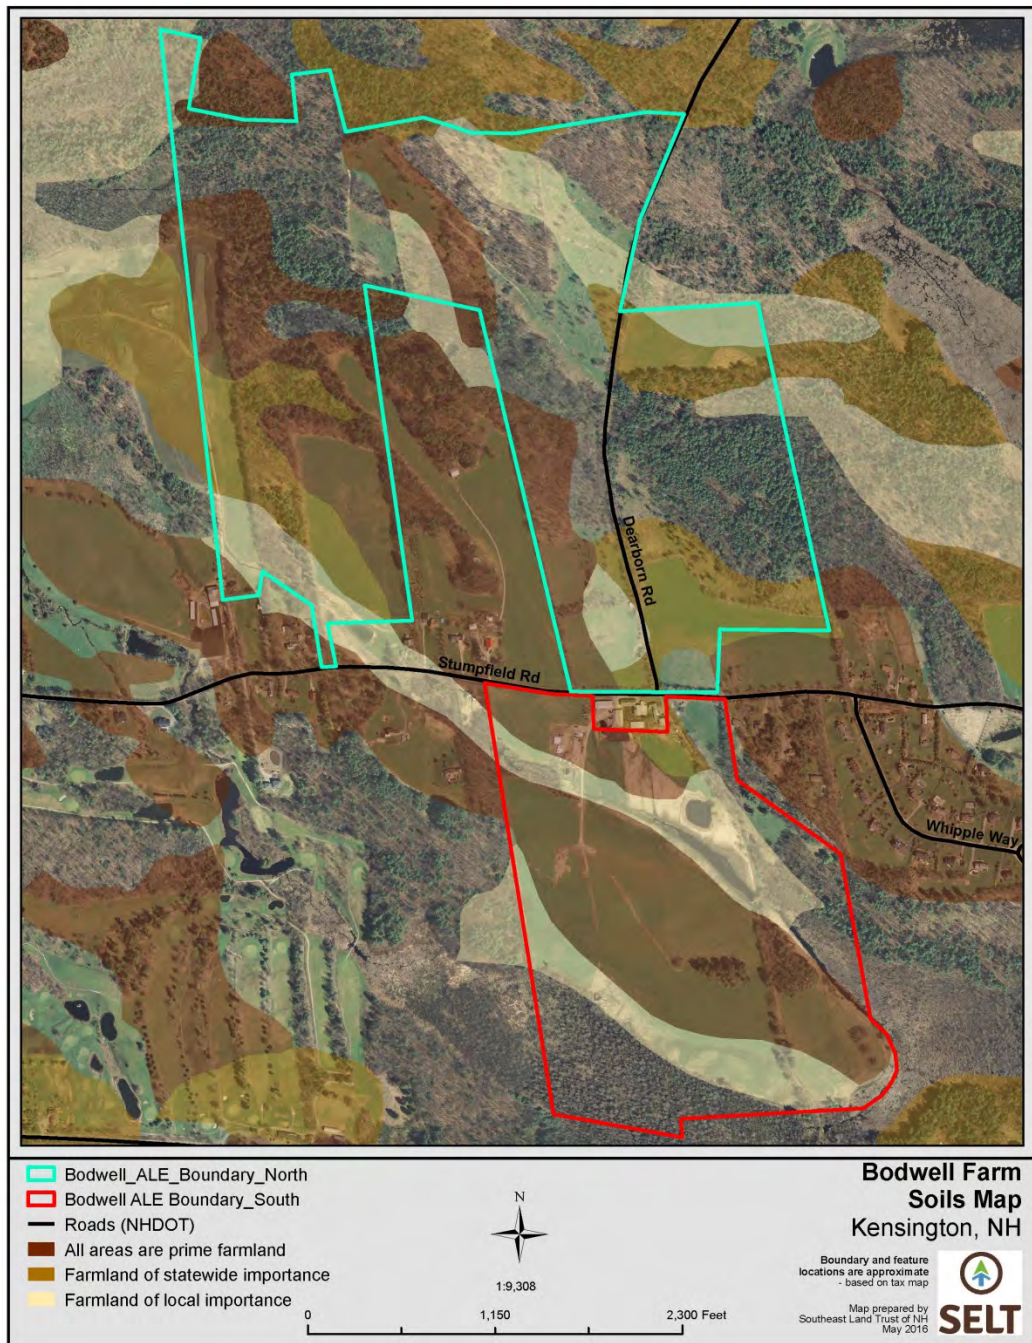 Dearborn Rd
Stumpfield Rd
Whipple Way
Bodwell_ALE_Boundary_North
Bodwell ALE Boundary_South
Roads (NHDOT)
All areas are prime farmland
Farmland of statewide importance
Farmland of local importance
N
1:9,308
0 1,150 2,300 Feet
Bodwell Farm
Soils Map
Kensington, NH
Boundary and feature
locations are approximate
- based on tax map
Map prepared by
Southeast Land Trust of NH
May 2016
SELT